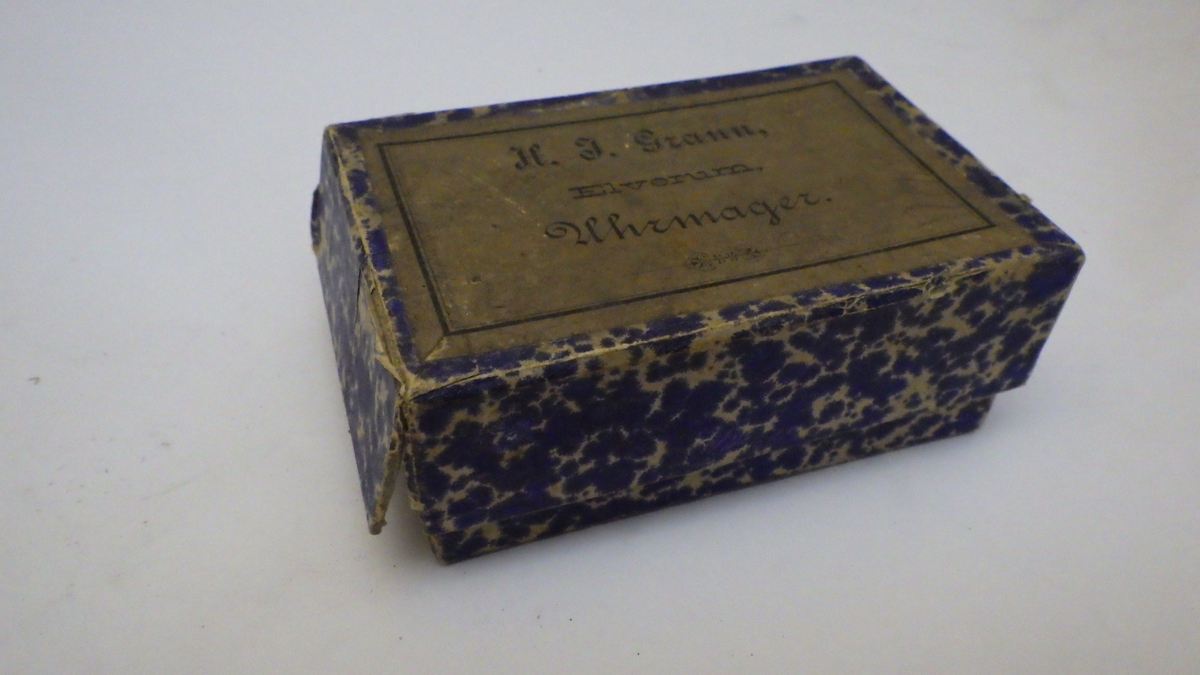 H. J. Grann,
Elverum,
Uhrmager.